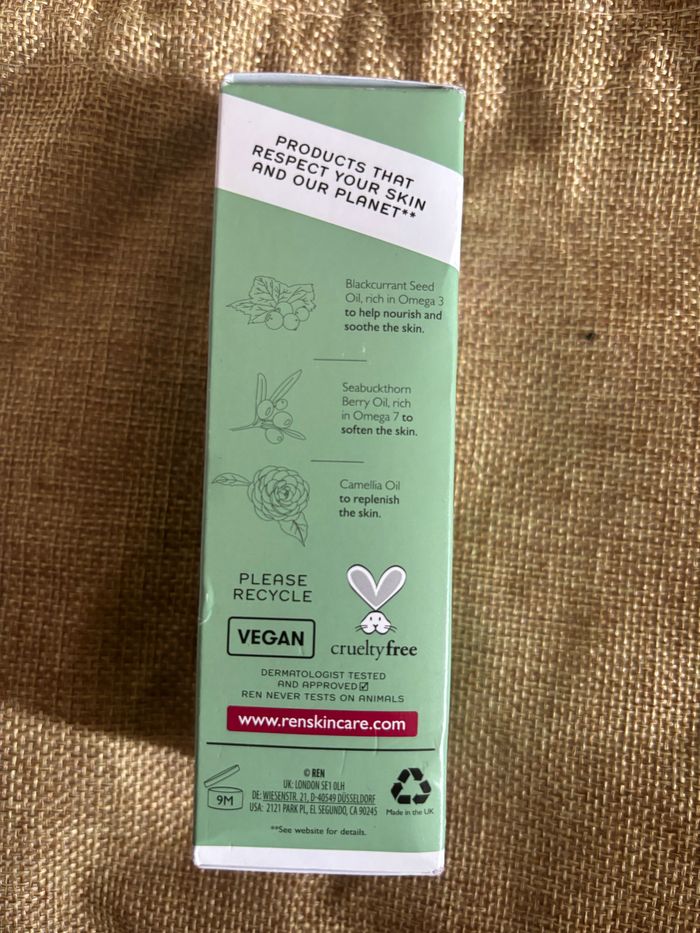 PRODUCTS THAT
RESPECT YOUR SKIN
AND OUR PLANET**
Blackcurrant Seed
Oil, rich in Omega 3
to help nourish and
soothe the skin.
Seabuckthorn
Berry Oil, rich
in Omega 7 to
soften the skin.
Camellia Oil
to replenish
the skin.
PLEASE
RECYCLE
VEGAN
crueltyfree
DERMATOLOGIST TESTED
AND APPROVED☑
REN NEVER TESTS ON ANIMALS
www.renskincare.com
9M
© REN
UK: LONDON SE1 0LH
DE: WIESENSTR. 21, D-40549 DÜSSELDORF
USA: 2121 PARK PL, EL SEGUNDO, CA 90245
Made in the UK
**See website for details.